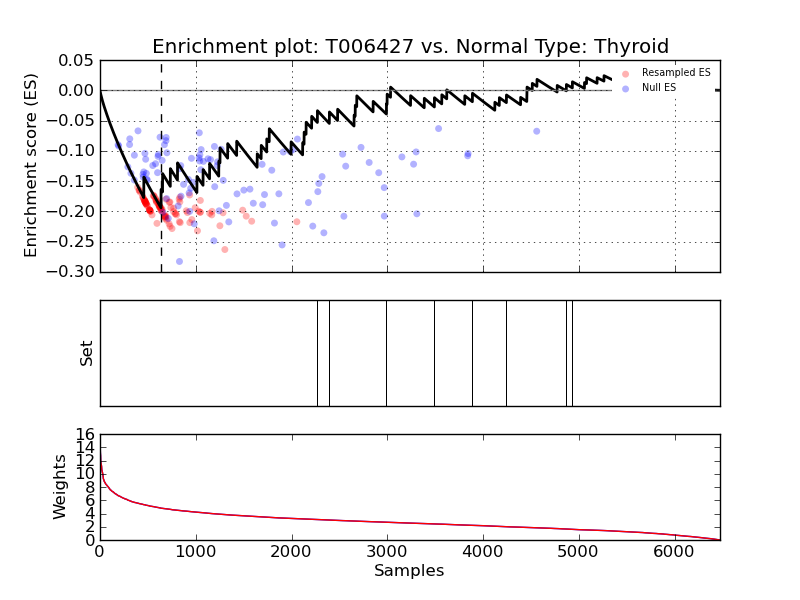 Enrichment plot: T006427 vs. Normal Type: Thyroid
Enrichment score (ES)
0.05
0.00
−0.05
−0.10
−0.15
−0.20
−0.25
−0.30
Resampled ES
Null ES
Set
Weights
16
14
12
10
8
6
4
2
0
0 1000 2000 3000 4000 5000 6000
Samples